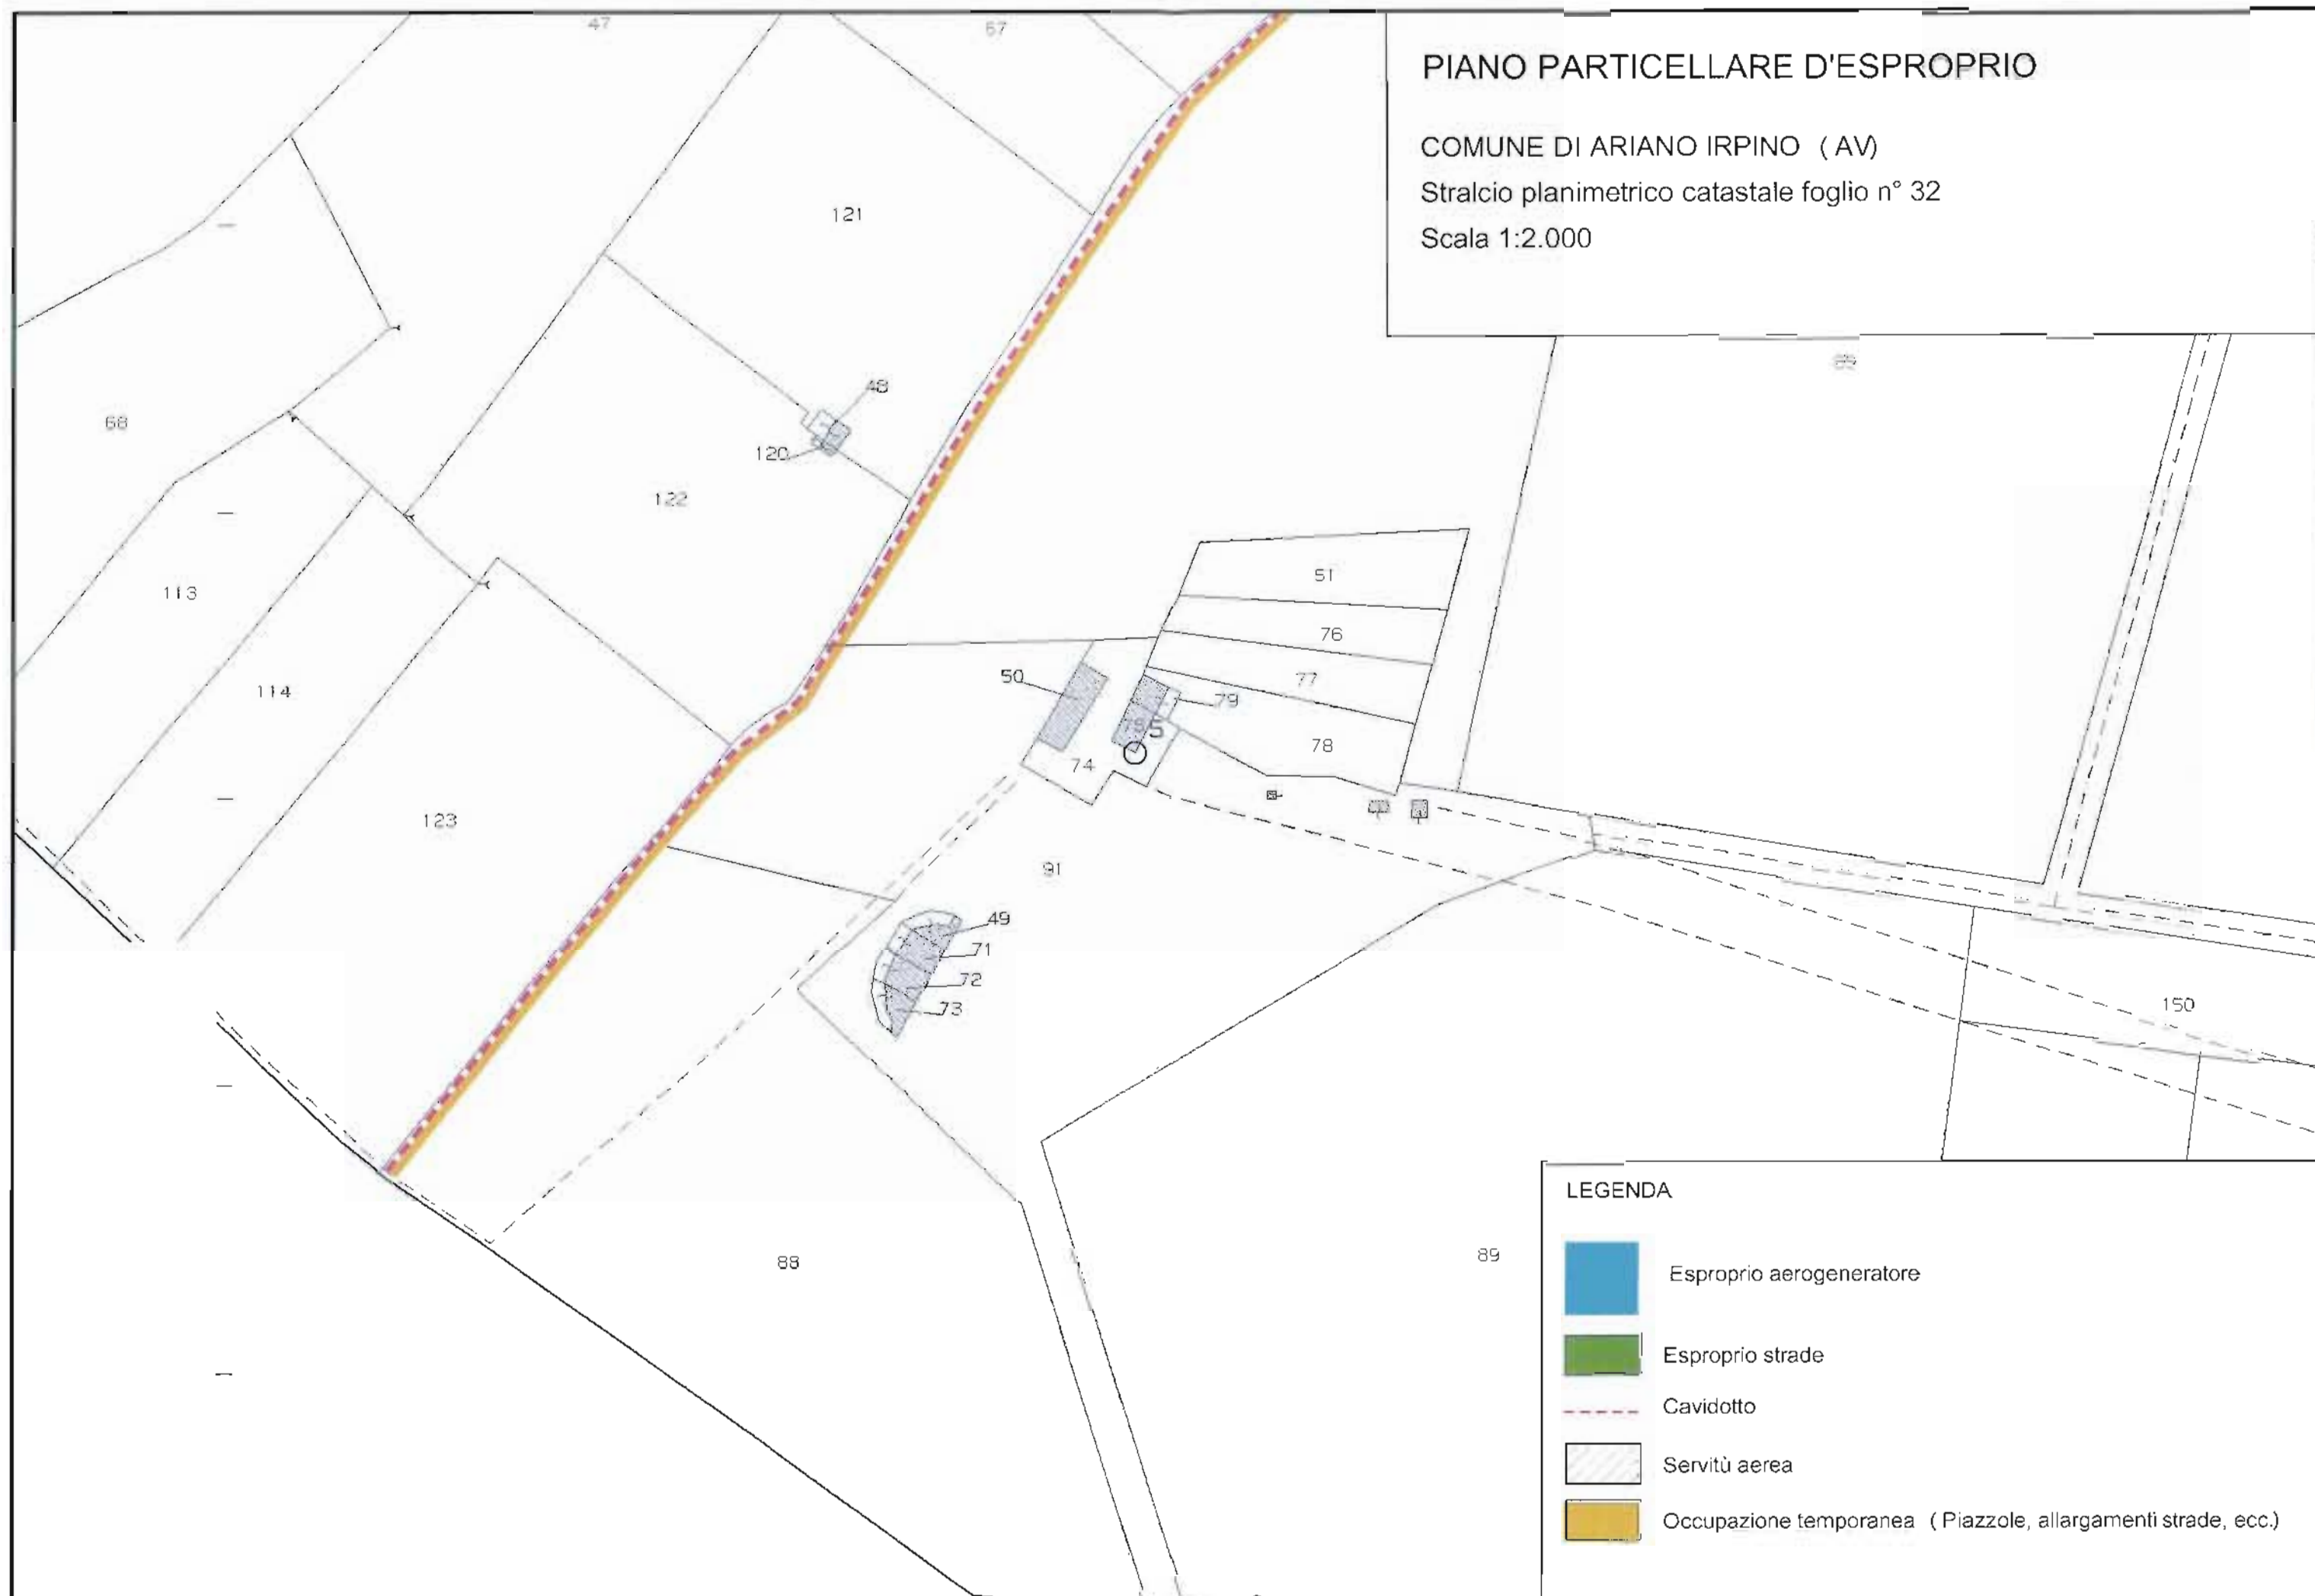 47
67
PIANO PARTICELLARE D'ESPROPRIO
COMUNE DI ARIANO IRPINO ( AV)
Stralcio planimetrico catastale foglio n° 32
Scala 1:2.000
121
48
68
120
122
51
113
76
50
77
114
79
5
78
74
123
91
49
71
72
150
73
LEGENDA
89
88
Esproprio aerogeneratore
Esproprio strade
Cavidotto
Servitù aerea
Occupazione temporanea ( Piazzole, allargamenti strade, ecc.)